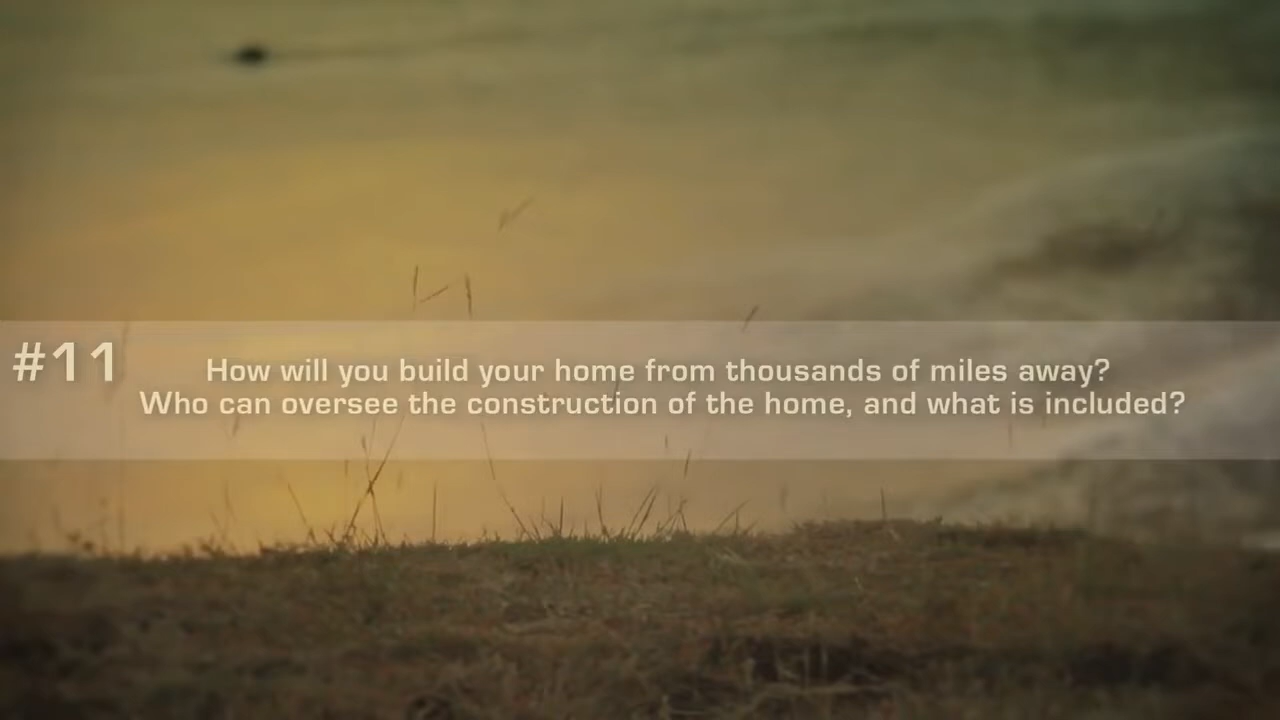 #11
How will you build your home from thousands of miles away?
Who can oversee the construction of the home, and what is included?